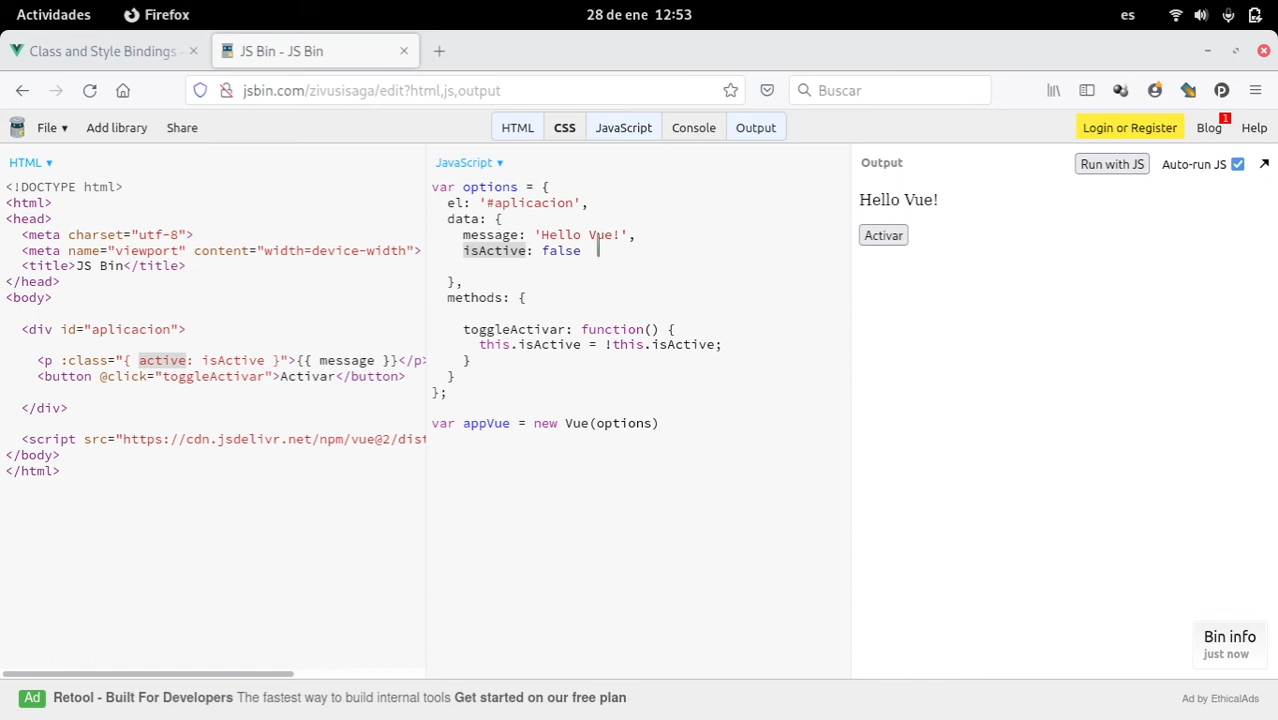 Actividades
Firefox
28 de ene 12:53
es
Class and Style Bindings -
JS Bin - JS Bin
jsbin.com/zivusisaga/edit?html,js,output
Buscar
File
Add library
Share
HTML
CSS
JavaScript
Console
Output
Login or Register
Blog
1
Help
HTML
<!DOCTYPE html>
<html>
<head>
<meta charset="utf-8">
<meta name="viewport" content="width=device-width">
<title>JS Bin</title>
</head>
<body>
<div id="aplicacion">
<p :class="{ active: isActive }">{{ message }}</p>
<button @click="toggleActivar">Activar</button>
</div>
<script src="https://cdn.jsdelivr.net/npm/vue@2/dist
</body>
</html>
JavaScript
var options = {
el: '#aplicacion',
data: {
message: 'Hello Vue!',
isActive: false
},
methods: {
toggleActivar: function() {
this.isActive = !this.isActive;
}
}
};
var appVue = new Vue(options)
Output
Run with JS
Auto-run JS
Hello Vue!
Activar
Bin info
just now
Ad
Retool - Built For Developers The fastest way to build internal tools Get started on our free plan
Ad by EthicalAds